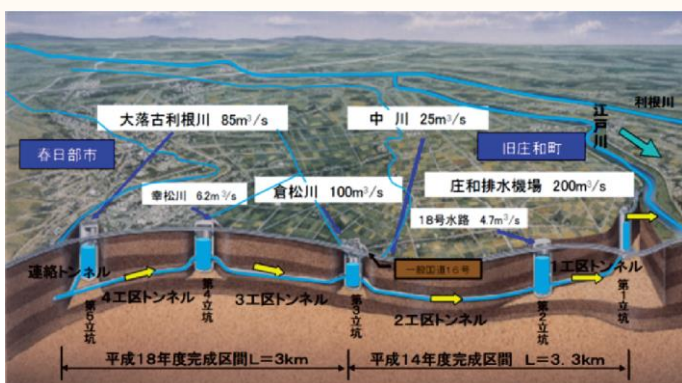 利根川
江戸川
大落古利根川 85m³/s
中川 25m³/s
春日部市
旧庄和町
幸松川 6.2m³/s
倉松川 100m³/s
庄和排水機場 200m³/s
18号水路 4.7m³/s
一般国道16号
連絡トンネル
4工区トンネル
3工区トンネル
2工区トンネル
1工区トンネル
第5立坑
第4立坑
第3立坑
第2立坑
第1立坑
平成18年度完成区間L=3km
平成14年度完成区間 L=3.3km